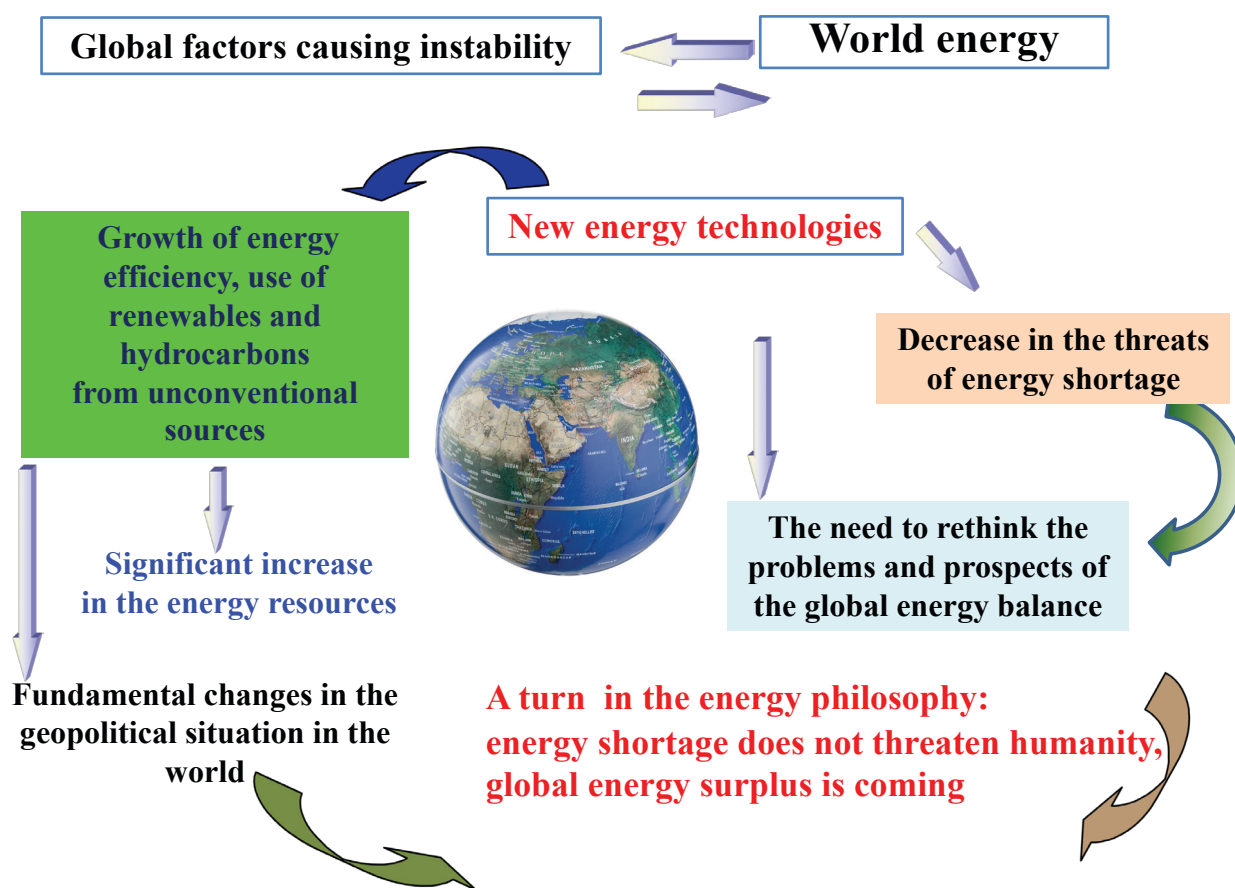 Global factors causing instability
World energy
New energy technologies
Growth of energy
efficiency, use of
renewables and
hydrocarbons
from unconventional
sources
Decrease in the threats
of energy shortage
KAZAKHSTAN
INDIA
Significant increase
in the energy resources
The need to rethink the
problems and prospects of
the global energy balance
Fundamental changes in the
geopolitical situation in the
world
A turn in the energy philosophy:
energy shortage does not threaten humanity,
global energy surplus is coming